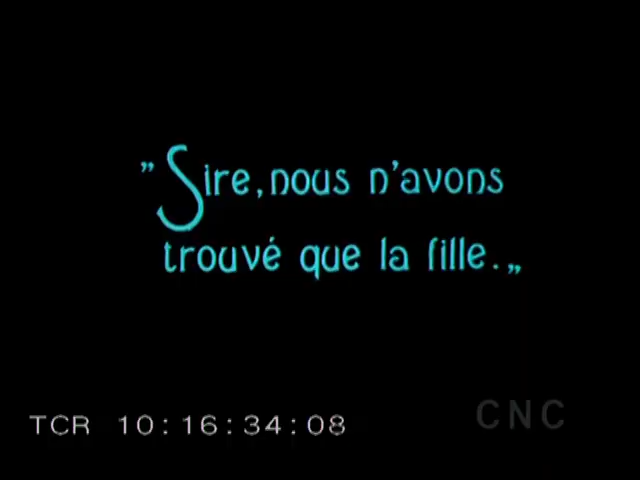 ”Sire, nous n'avons
trouvé que la fille.„
TCR 10:16:34:08
CNC